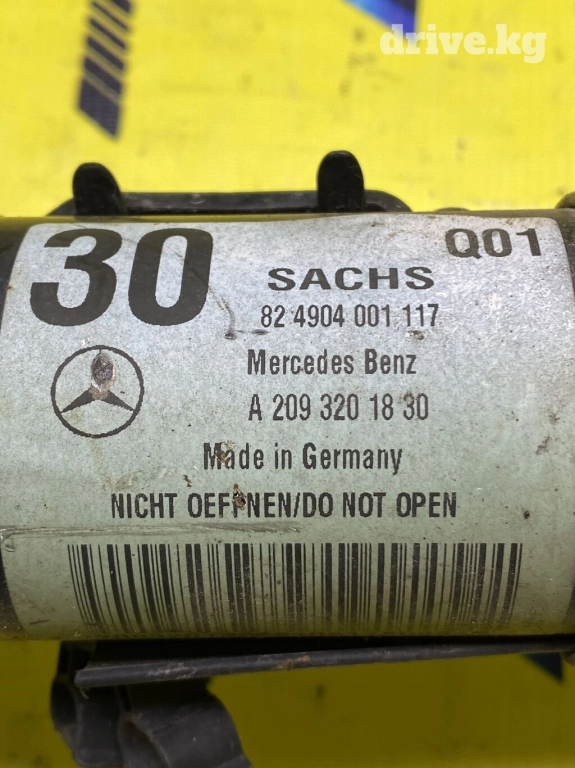 drive.kg
30
Q01
SACHS
82 4904 001 117
Mercedes Benz
A 209 320 18 30
Made in Germany
NICHT OEFFNEN/DO NOT OPEN